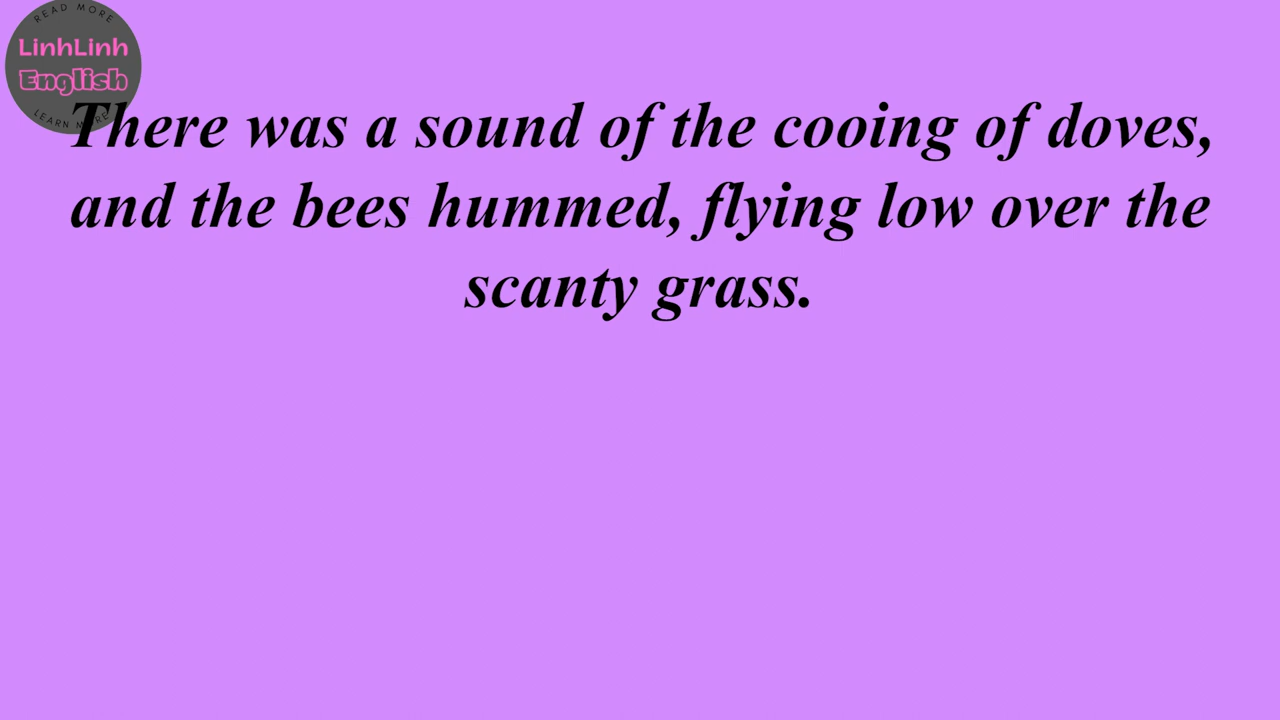 READ MORE
LinhLinh
English
LEARN MORE
There was a sound of the cooing of doves,
and the bees hummed, flying low over the
scanty grass.